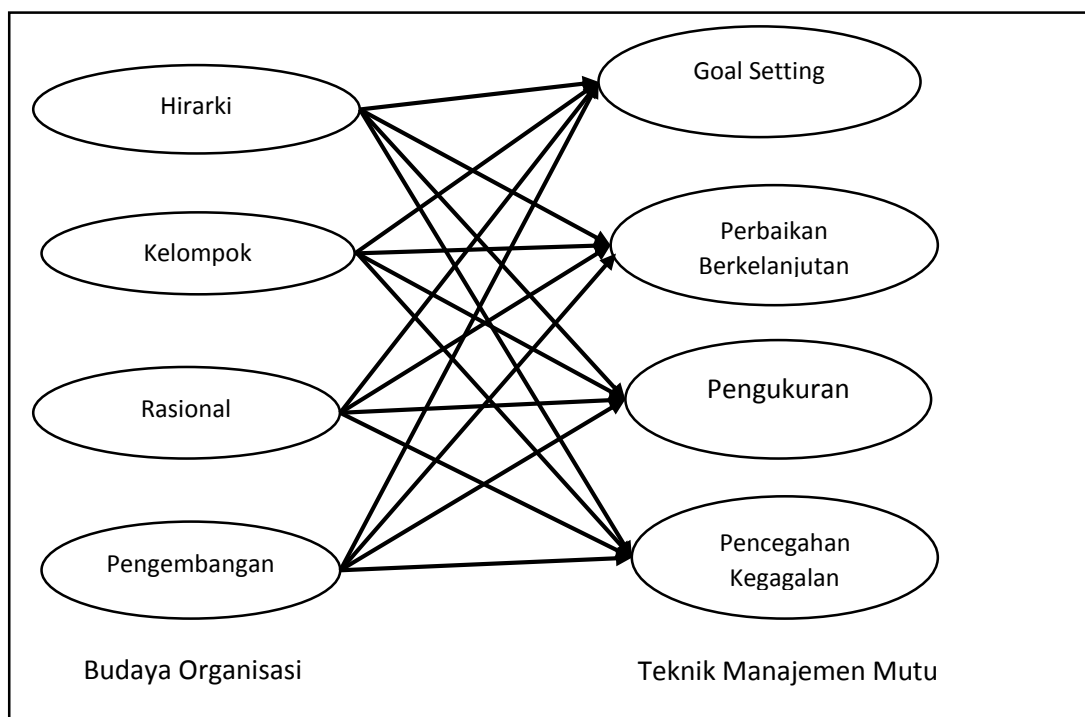 Hirarki
Goal Setting
Kelompok
Perbaikan
Berkelanjutan
Rasional
Pengukuran
Pengembangan
Pencegahan
Kegagalan
Budaya Organisasi
Teknik Manajemen Mutu